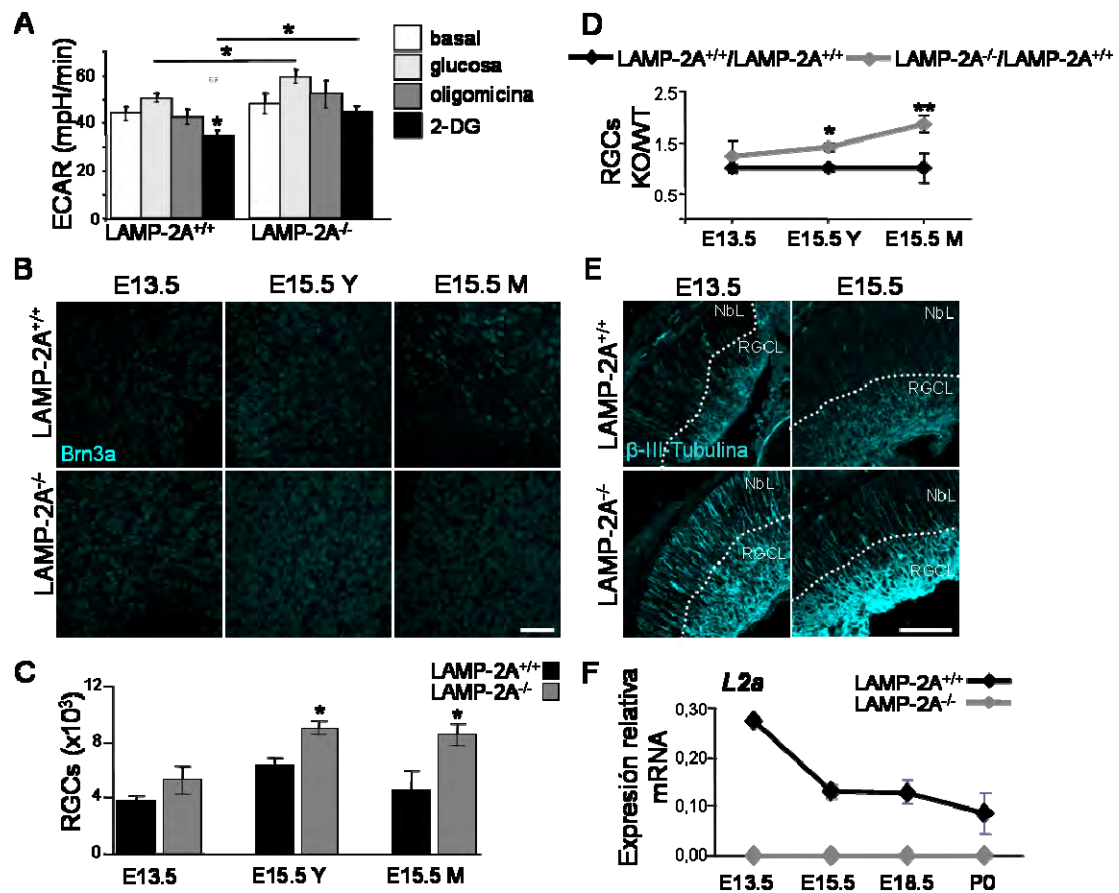 A
ECAR (mpH/min)
60
40
20
0
*
*
*
basal
glucosa
oligomicina
2-DG
LAMP-2A+/+
LAMP-2A-/-
D
LAMP-2A+/+/LAMP-2A+/+
LAMP-2A-/-/LAMP-2A+/+
RGCs
KO/WT
2.5
1.5
0.5
*
**
E13.5
E15.5 Y
E15.5 M
B
E13.5
E15.5 Y
E15.5 M
LAMP-2A+/+
Brn3a
LAMP-2A-/-
E
E13.5
E15.5
LAMP-2A+/+
NbL
RGCL
NbL
RGCL
β-III-Tubulina
LAMP-2A-/-
NbL
RGCL
NbL
RGCL
RGCL
C
LAMP-2A+/+
LAMP-2A-/-
RGCs (x10³)
12
8
4
0
*
*
E13.5
E15.5 Y
E15.5 M
F
L2a
LAMP-2A+/+
LAMP-2A-/-
Expresión relativa
mRNA
0,30
0,20
0,10
0,00
E13.5
E15.5
E18.5
P0